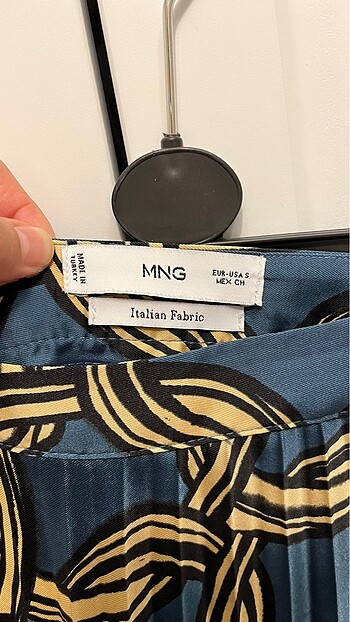 MADE IN
TURKEY
MNG
EUR-USA S
MEX CH
Italian Fabric